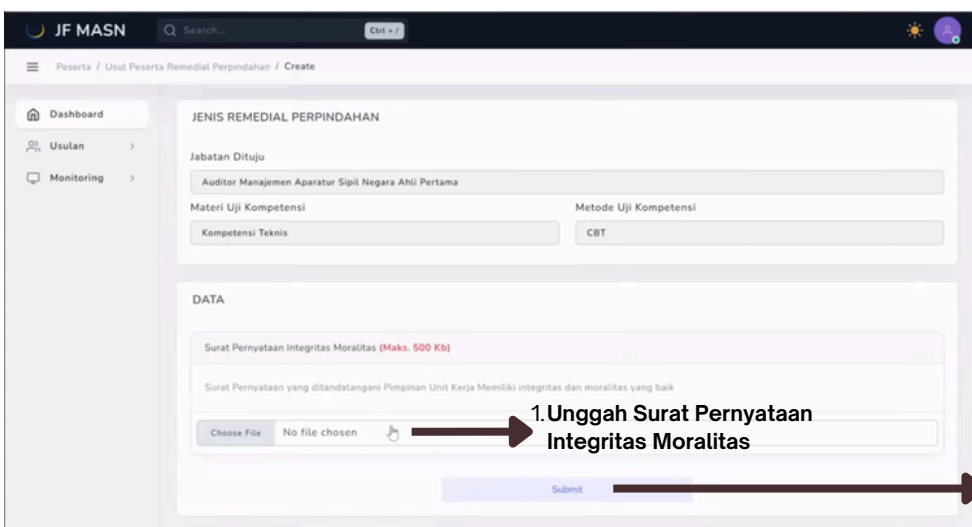 JF MASN
Search...
Ctrl + /
Peserta / Usul Peserta Remedial Perpindahan / Create
Dashboard
Usulan
Monitoring
JENIS REMEDIAL PERPINDAHAN
Jabatan Dituju
Auditor Manajemen Aparatur Sipil Negara Ahli Pertama
Materi Uji Kompetensi
Metode Uji Kompetensi
Kompetensi Teknis
CBT
DATA
Surat Pernyataan Integritas Moralitas (Maks. 500 Kb)
Surat Pernyataan yang ditandatangani Pimpinan Unit Kerja Memiliki integritas dan moralitas yang baik
Choose File No file chosen
1. Unggah Surat Pernyataan
Integritas Moralitas
Submit